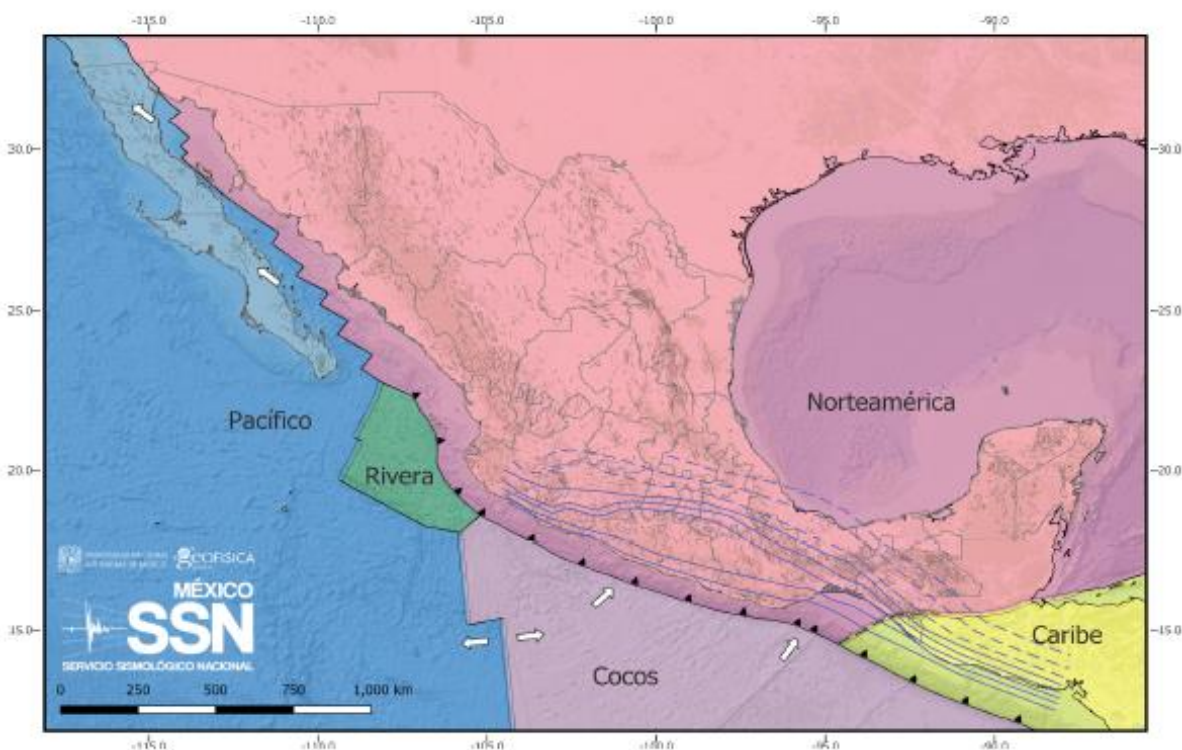 -115.0 -110.0 -105.0 -100.0 -95.0 -90.0
30.0 30.0
25.0 25.0
Norteamérica
Pacífico
20.0 20.0
Rivera
GEOFISICA
MÉXICO
SSN
15.0 15.0
Caribe
SERVICIO SISMOLÓGICO NACIONAL
Cocos
0 250 500 750 1,000 km
-115.0 -110.0 -105.0 -100.0 -95.0 -90.0